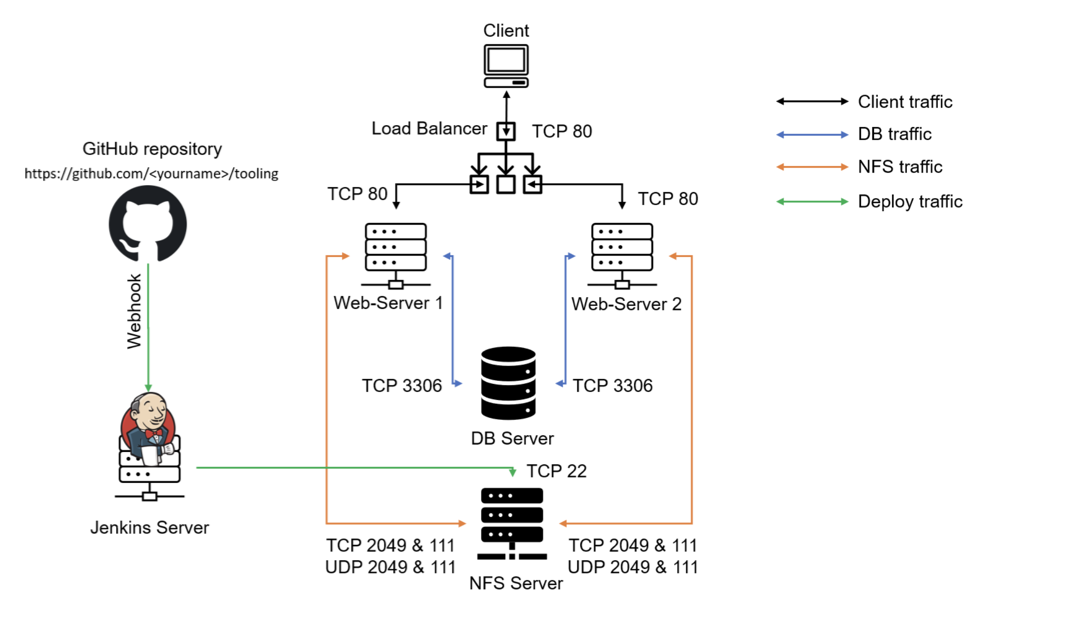 Client
Load Balancer
TCP 80
GitHub repository
https://github.com/<yourname>/tooling
TCP 80
TCP 80
Client traffic
DB traffic
NFS traffic
Deploy traffic
Webhook
Web-Server 1
Web-Server 2
TCP 3306
TCP 3306
DB Server
TCP 22
Jenkins Server
TCP 2049 & 111
UDP 2049 & 111
TCP 2049 & 111
UDP 2049 & 111
NFS Server